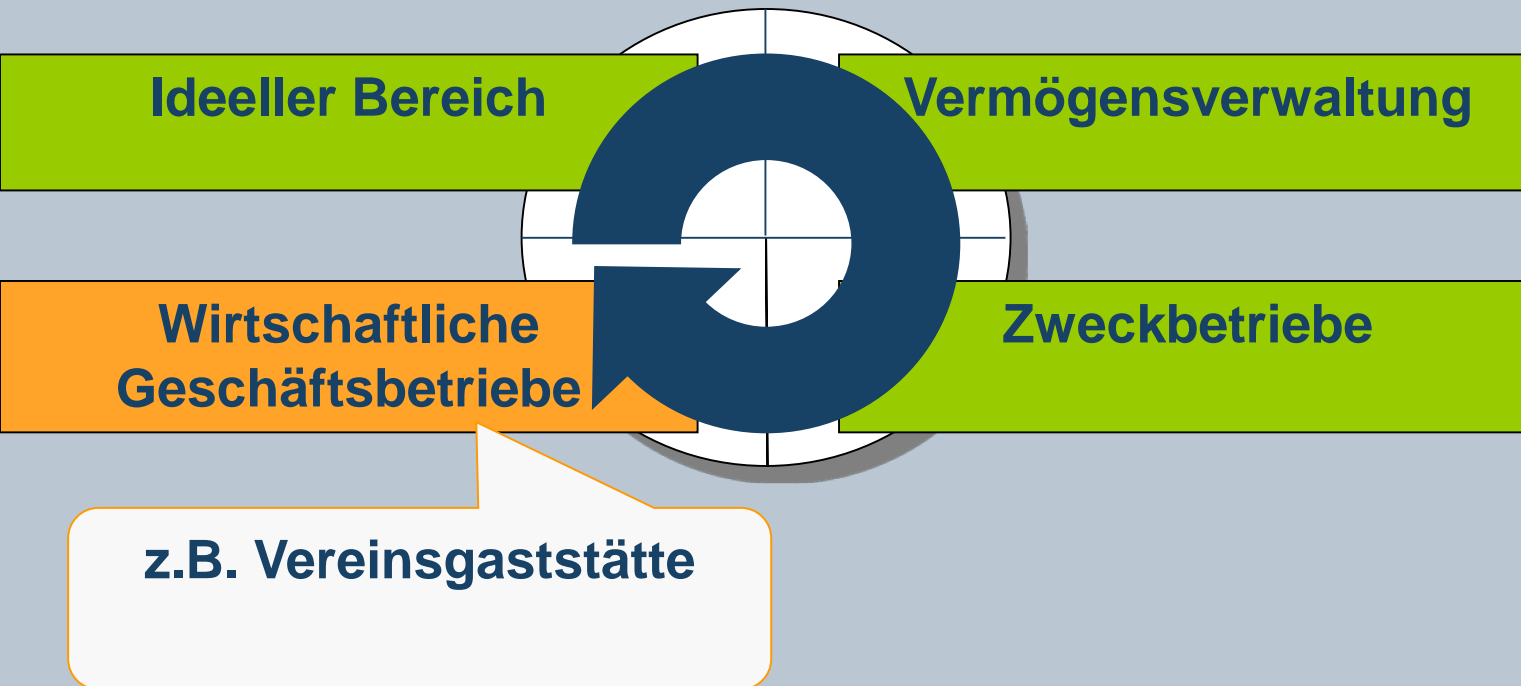 Ideeller Bereich
Vermögensverwaltung
Wirtschaftliche
Geschäftsbetriebe
Zweckbetriebe
z.B. Vereinsgaststätte